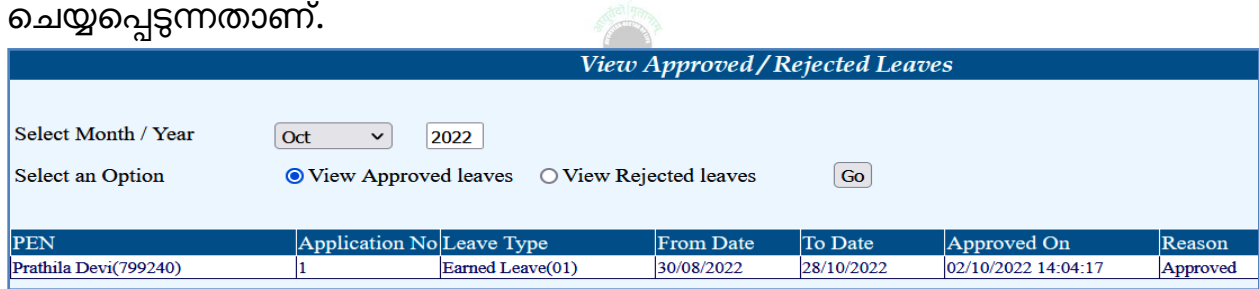 ചെയ്യപ്പെടുന്നതാണ്.
View Approved / Rejected Leaves
Select Month / Year Oct 2022
Select an Option View Approved leaves View Rejected leaves Go
PEN Application No Leave Type From Date To Date Approved On Reason
Prathila Devi(799240) 1 Earned Leave(01) 30/08/2022 28/10/2022 02/10/2022 14:04:17 Approved